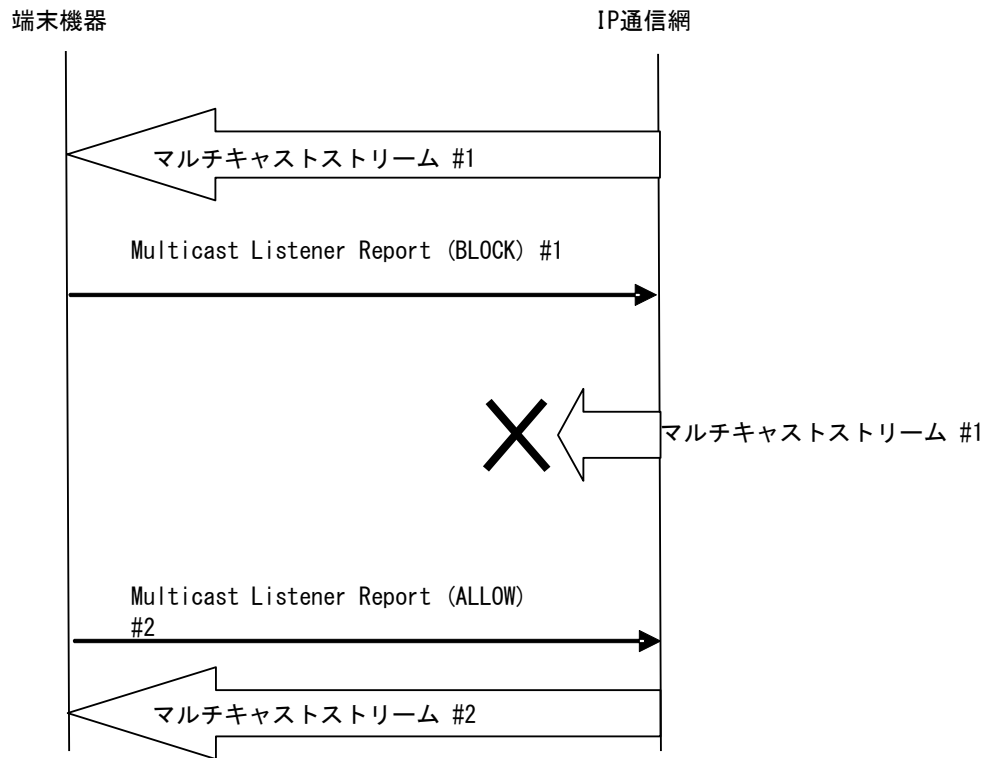 端末機器
IP通信網
マルチキャストストリーム #1
Multicast Listener Report (BLOCK) #1
マルチキャストストリーム #1
Multicast Listener Report (ALLOW)
#2
マルチキャストストリーム #2